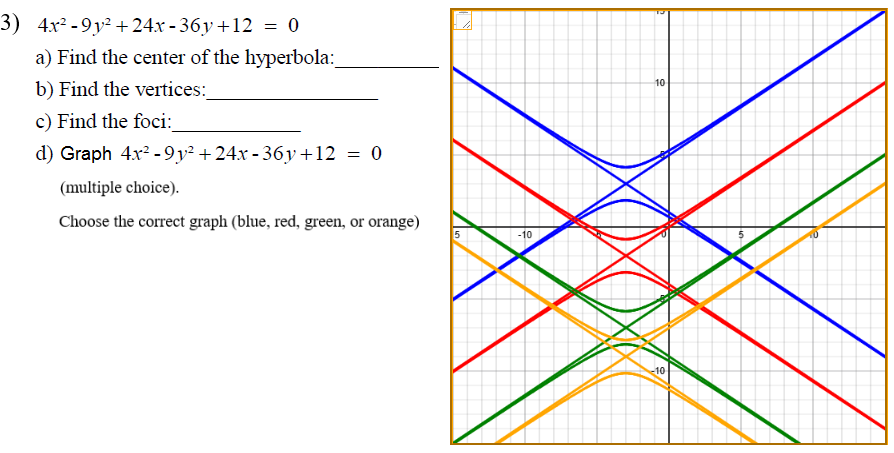 3) 4x² - 9y² + 24x - 36y + 12 = 0
a) Find the center of the hyperbola:__________
b) Find the vertices:________________
c) Find the foci:____________
d) Graph 4x² - 9y² + 24x - 36y + 12 = 0
(multiple choice).
Choose the correct graph (blue, red, green, or orange)
10
5
5 -10 0 5 10
-10